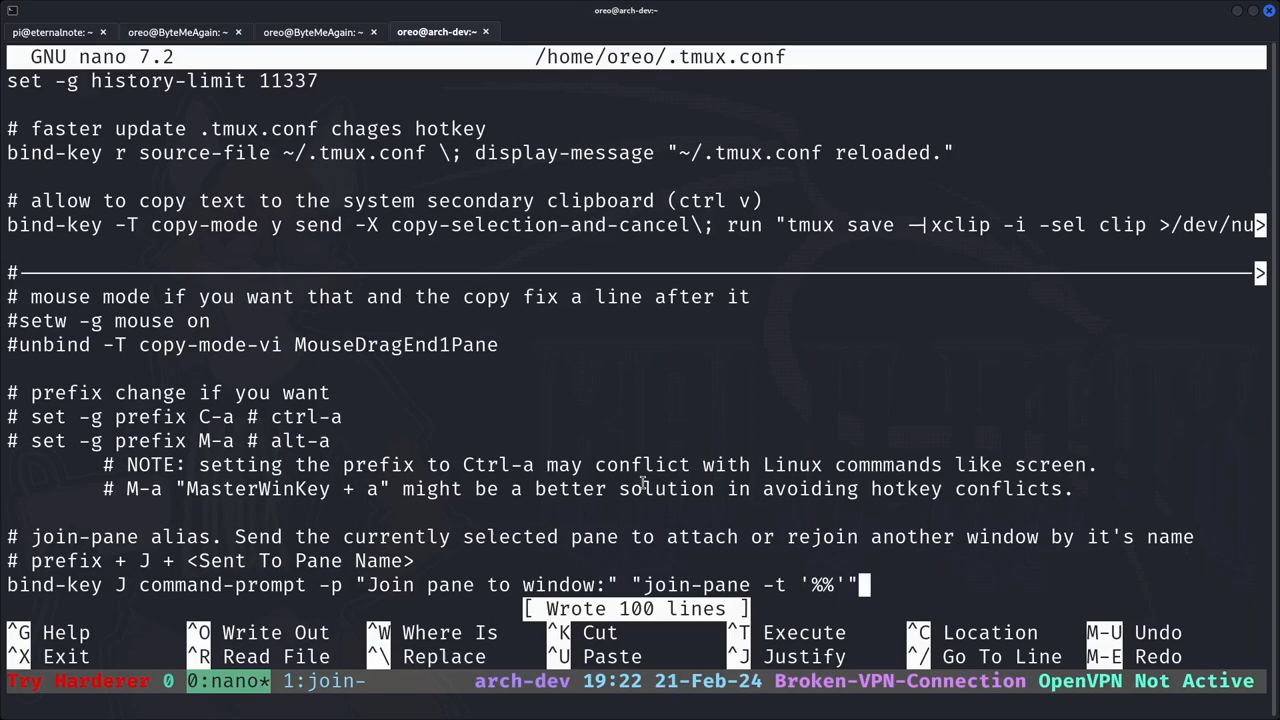 oreo@arch-dev:~
pi@eternalnote: ~ × oreo@ByteMeAgain: ~ × oreo@ByteMeAgain: ~ × oreo@arch-dev:~ ×
GNU nano 7.2 /home/oreo/.tmux.conf
set -g history-limit 11337
# faster update .tmux.conf chages hotkey
bind-key r source-file ~/.tmux.conf \; display-message "~/.tmux.conf reloaded."
# allow to copy text to the system secondary clipboard (ctrl v)
bind-key -T copy-mode y send -X copy-selection-and-cancel\; run "tmux save -|xclip -i -sel clip >/dev/nu>
#——————————————————————————————>
# mouse mode if you want that and the copy fix a line after it
#setw -g mouse on
#unbind -T copy-mode-vi MouseDragEnd1Pane
# prefix change if you want
# set -g prefix C-a # ctrl-a
# set -g prefix M-a # alt-a
# NOTE: setting the prefix to Ctrl-a may conflict with Linux commmands like screen.
# M-a "MasterWinKey + a" might be a better solution in avoiding hotkey conflicts.
# join-pane alias. Send the currently selected pane to attach or rejoin another window by it's name
# prefix + J + <Sent To Pane Name>
bind-key J command-prompt -p "Join pane to window:" "join-pane -t '%%'"
[ Wrote 100 lines ]
^G Help ^O Write Out ^W Where Is ^K Cut ^T Execute ^C Location M-U Undo
^X Exit ^R Read File ^\ Replace ^U Paste ^J Justify ^/ Go To Line M-E Redo
Try Harderer 0 0:nano* 1:join- arch-dev 19:22 21-Feb-24 Broken-VPN-Connection OpenVPN Not Active